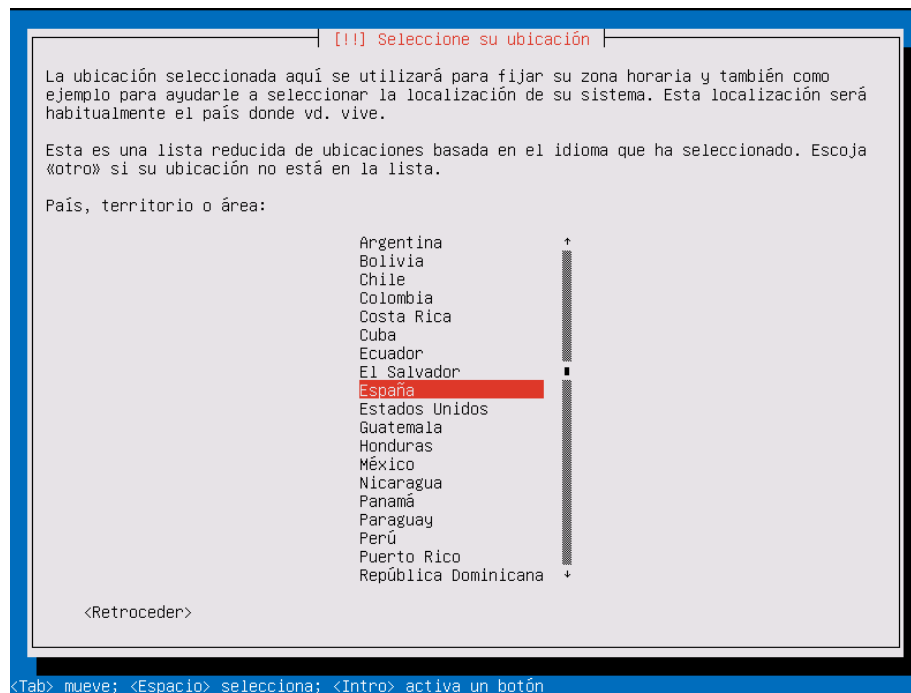 [!!] Seleccione su ubicación
La ubicación seleccionada aquí se utilizará para fijar su zona horaria y también como
ejemplo para ayudarle a seleccionar la localización de su sistema. Esta localización será
habitualmente el país donde vd. vive.
Esta es una lista reducida de ubicaciones basada en el idioma que ha seleccionado. Escoja
«otro» si su ubicación no está en la lista.
País, territorio o área:
Argentina
Bolivia
Chile
Colombia
Costa Rica
Cuba
Ecuador
El Salvador
España
Estados Unidos
Guatemala
Honduras
México
Nicaragua
Panamá
Paraguay
Perú
Puerto Rico
República Dominicana
<Retroceder>
<Tab> mueve; <Espacio> selecciona; <Intro> activa un botón